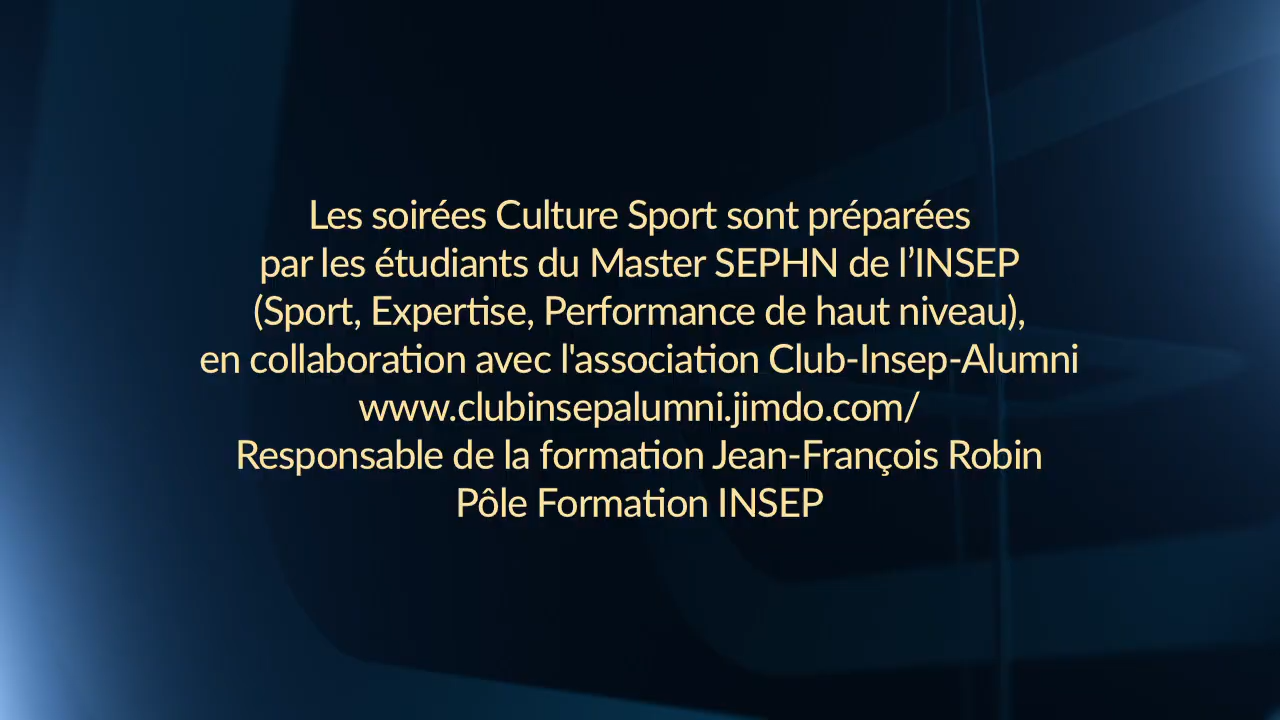 Les soirées Culture Sport sont préparées
par les étudiants du Master SEPHN de l’INSEP
(Sport, Expertise, Performance de haut niveau),
en collaboration avec l'association Club-Insep-Alumni
www.clubinsepalumni.jimdo.com/
Responsable de la formation Jean-François Robin
Pôle Formation INSEP